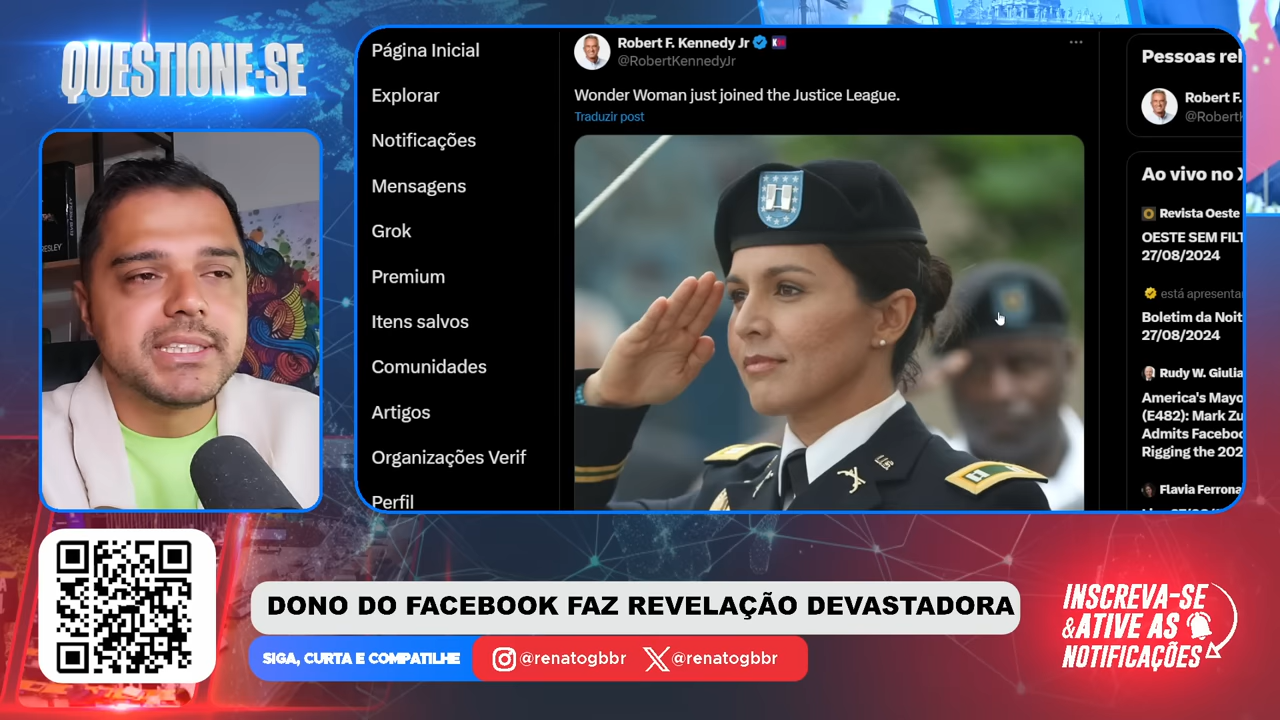 QUESTIONE-SE
Página Inicial
Explorar
Notificações
Mensagens
Grok
Premium
Itens salvos
Comunidades
Artigos
Organizações Verif
Perfil
Robert F. Kennedy Jr
@RobertKennedyJr
Wonder Woman just joined the Justice League.
Traduzir post
U.S.
Pessoas rel
Robert F.
@RobertK
Ao vivo no X
Revista Oeste
OESTE SEM FILT
27/08/2024
está apresenta
Boletim da Noit
27/08/2024
Rudy W. Giulia
America's Mayo
(E482): Mark Zu
Admits Faceboo
Rigging the 202
Flavia Ferrona
DONO DO FACEBOOK FAZ REVELAÇÃO DEVASTADORA
SIGA, CURTA E COMPATILHE
@renatogbbr
@renatogbbr
INSCREVA-SE
&ATIVE AS
NOTIFICAÇÕES